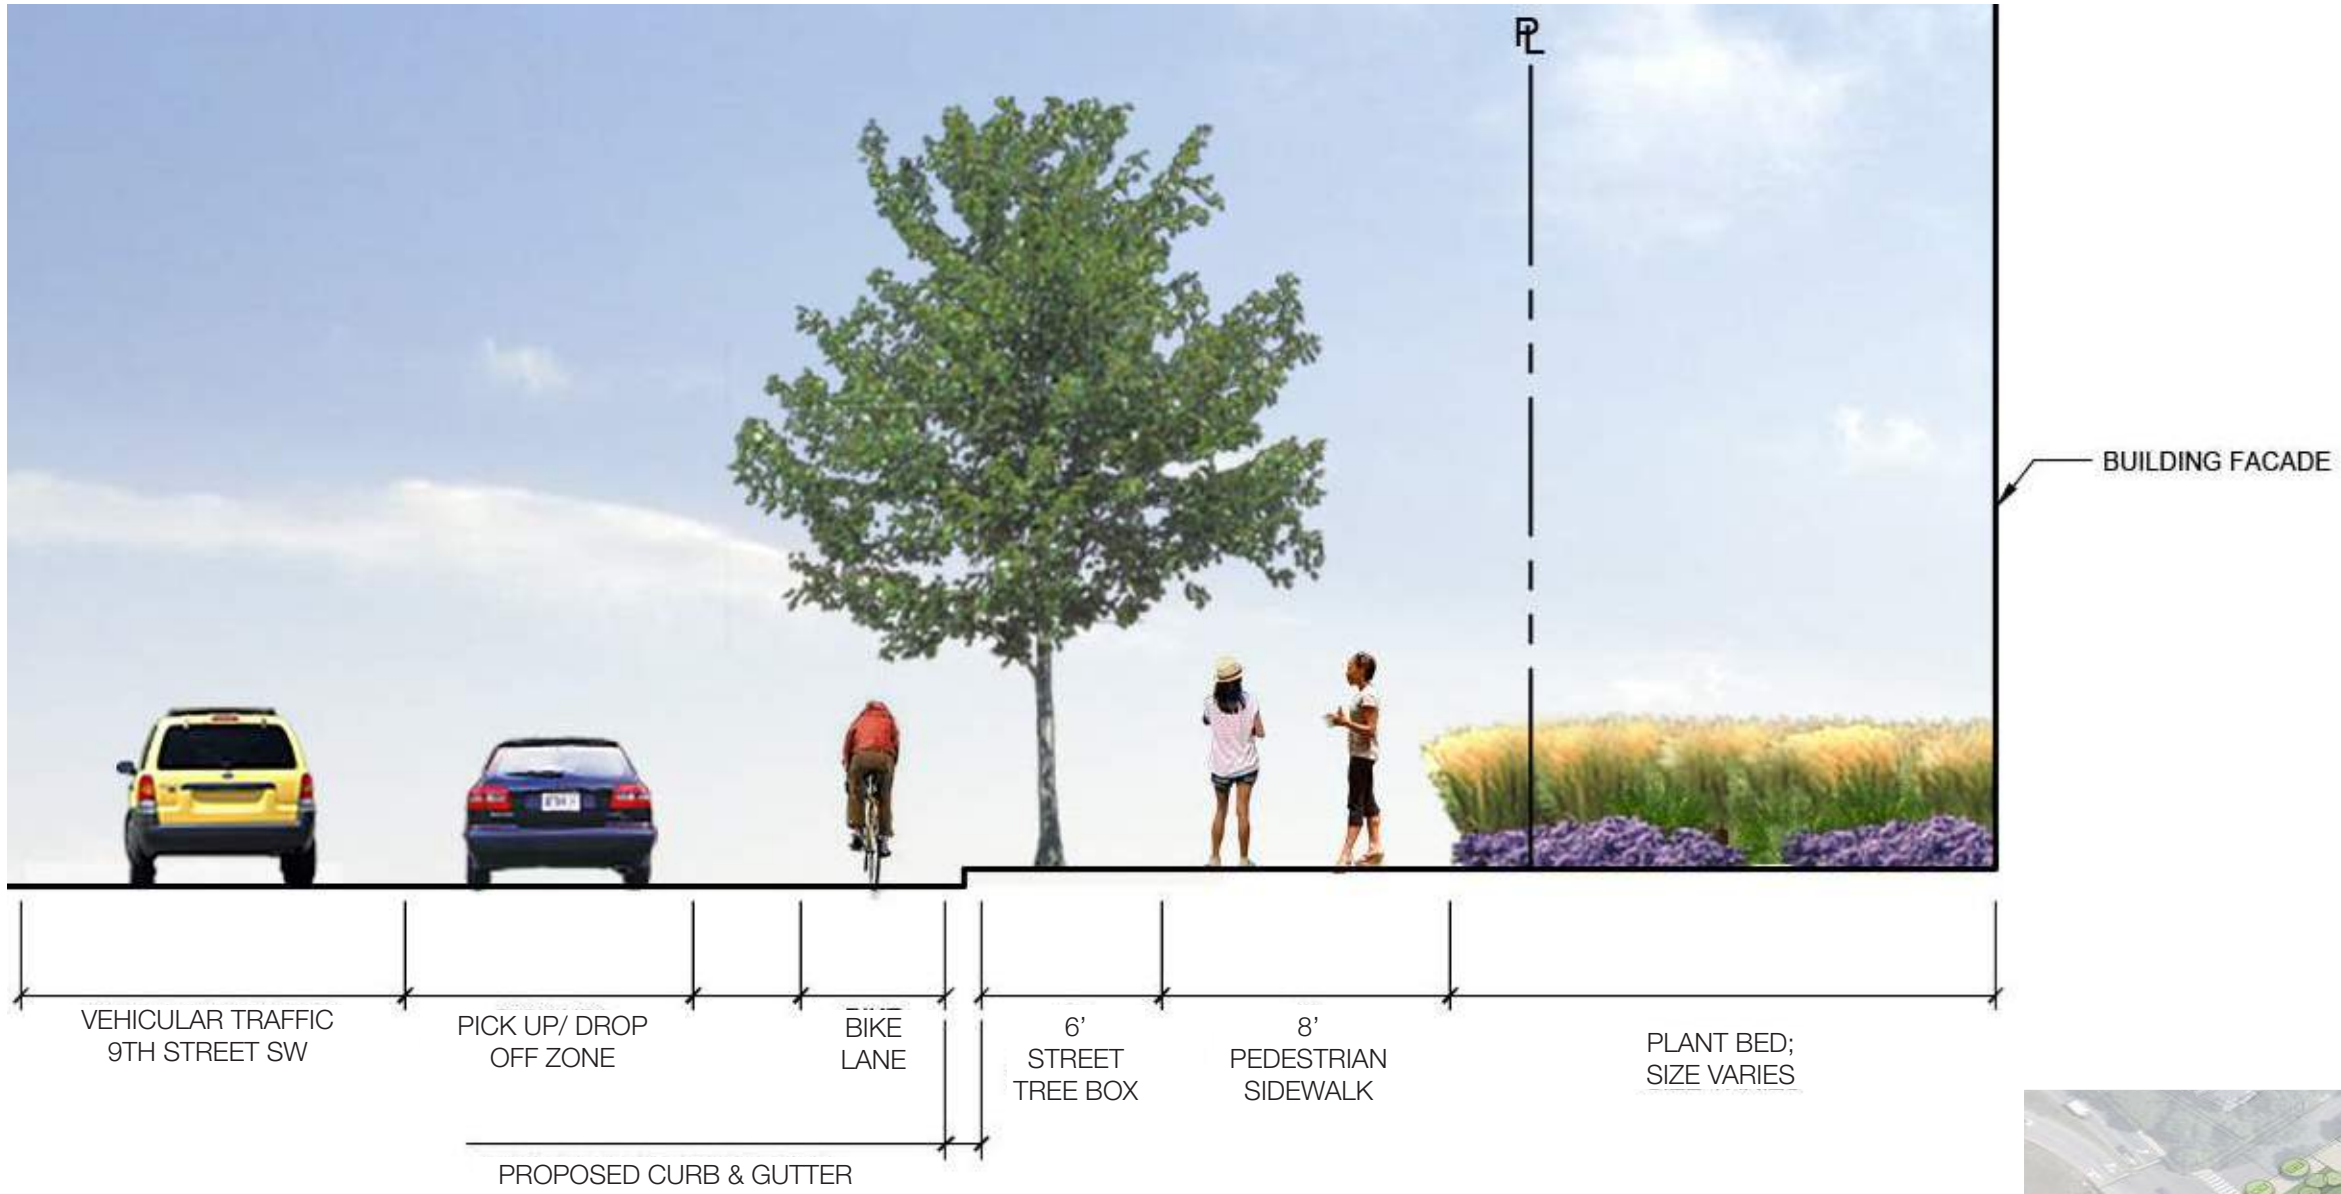 PL
BUILDING FACADE
VEHICULAR TRAFFIC
9TH STREET SW
PICK UP/ DROP
OFF ZONE
BIKE
LANE
6’
STREET
TREE BOX
8’
PEDESTRIAN
SIDEWALK
PLANT BED;
SIZE VARIES
PROPOSED CURB & GUTTER